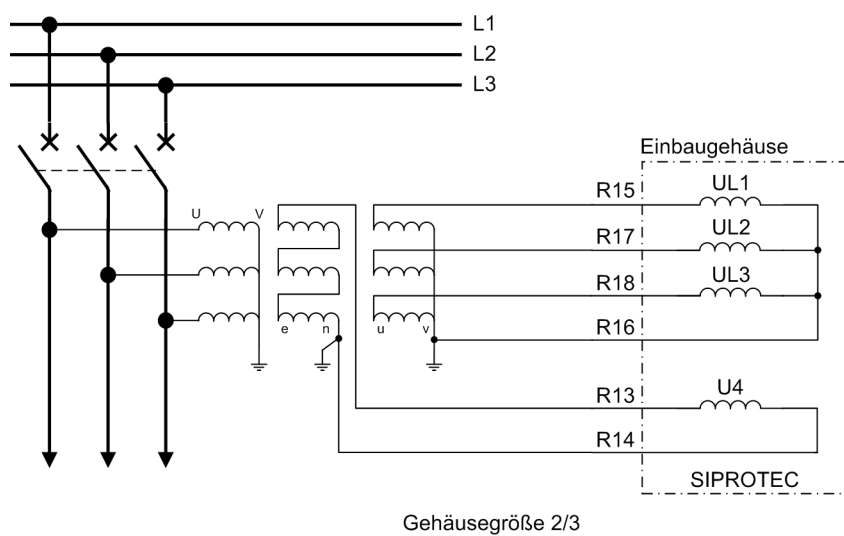 L1
L2
L3
Einbaugehäuse
R15
UL1
U
V
R17
UL2
R18
UL3
e
n
u
v
R16
R13
U4
R14
SIPROTEC
Gehäusegröße 2/3